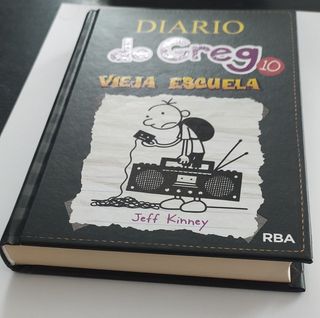 DIARIO
de Greg 10
VIEJA ESCUELA
Jeff Kinney
RBA